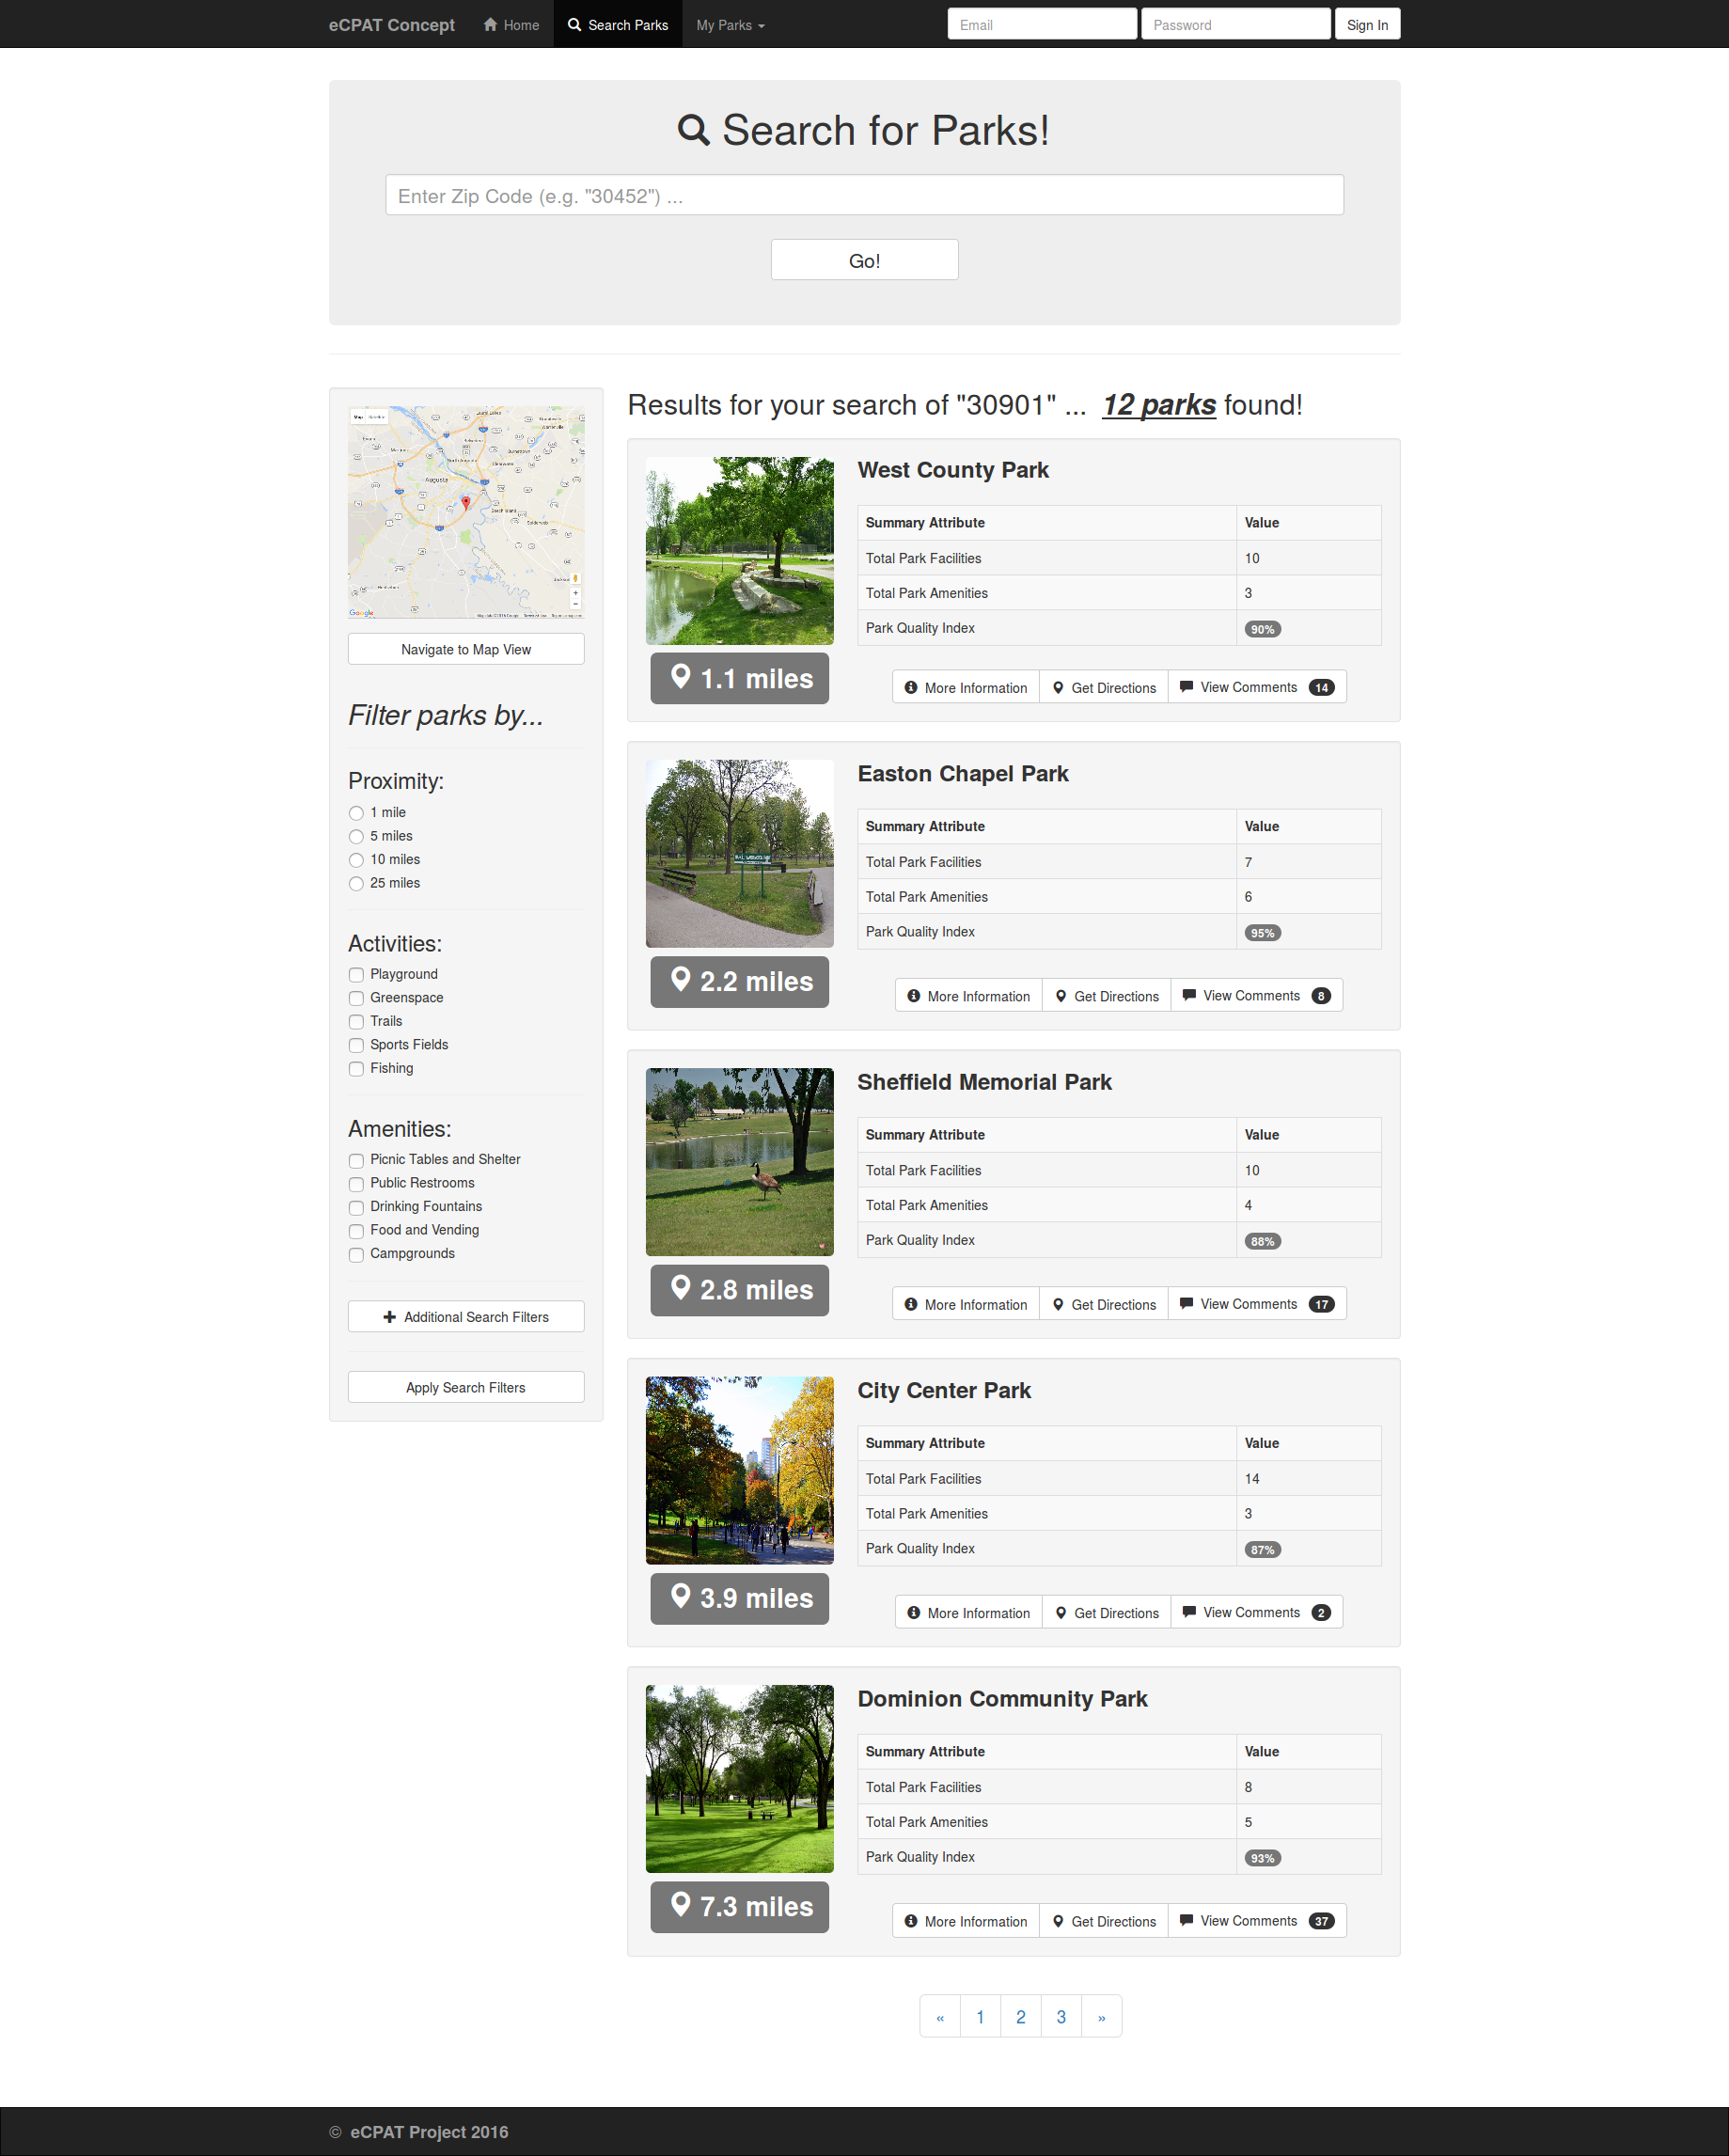 eCPAT Concept Home Search Parks My Parks Email Password Sign In
Search for Parks!
Enter Zip Code (e.g. "30452") ...
Go!
Results for your search of "30901" ... 12 parks found!
Augusta
Google
Navigate to Map View
Filter parks by...
Proximity:
1 mile
5 miles
10 miles
25 miles
Activities:
Playground
Greenspace
Trails
Sports Fields
Fishing
Amenities:
Picnic Tables and Shelter
Public Restrooms
Drinking Fountains
Food and Vending
Campgrounds
Additional Search Filters
Apply Search Filters
West County Park
Summary Attribute Value
Total Park Facilities 10
Total Park Amenities 3
Park Quality Index 90%
1.1 miles
More Information Get Directions View Comments 14
Easton Chapel Park
Summary Attribute Value
Total Park Facilities 7
Total Park Amenities 6
Park Quality Index 95%
2.2 miles
More Information Get Directions View Comments 8
Sheffield Memorial Park
Summary Attribute Value
Total Park Facilities 10
Total Park Amenities 4
Park Quality Index 88%
2.8 miles
More Information Get Directions View Comments 17
City Center Park
Summary Attribute Value
Total Park Facilities 14
Total Park Amenities 3
Park Quality Index 87%
3.9 miles
More Information Get Directions View Comments 2
Dominion Community Park
Summary Attribute Value
Total Park Facilities 8
Total Park Amenities 5
Park Quality Index 93%
7.3 miles
More Information Get Directions View Comments 37
« 1 2 3 »
© eCPAT Project 2016